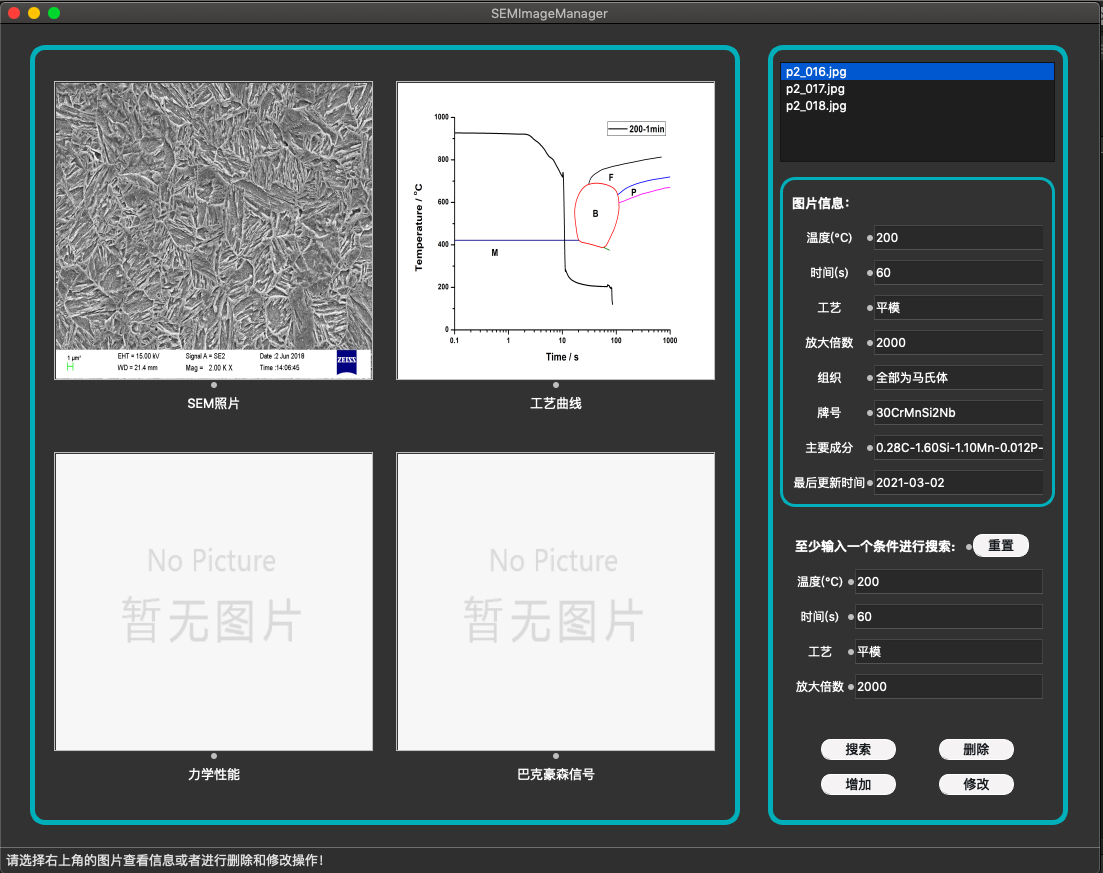 SEMImageManager
1 µm*
EHT = 15.00 kV
Signal A = SE2
Date :2 Jun 2018
WD = 21.4 mm
Mag = 2.00 K X
Time :14:06:45
ZEISS
SEM照片
200-1min
Temperature / °C
1000
800
600
400
200
0
F
P
B
M
0.1
1
10
100
1000
Time / s
工艺曲线
No Picture
暂无图片
力学性能
No Picture
暂无图片
巴克豪森信号
p2_016.jpg
p2_017.jpg
p2_018.jpg
图片信息：
温度(°C) 200
时间(s) 60
工艺 平模
放大倍数 2000
组织 全部为马氏体
牌号 30CrMnSi2Nb
主要成分 0.28C-1.60Si-1.10Mn-0.012P-
最后更新时间 2021-03-02
至少输入一个条件进行搜索： 重置
温度(°C) 200
时间(s) 60
工艺 平模
放大倍数 2000
搜索 删除
增加 修改
请选择右上角的图片查看信息或者进行删除和修改操作！